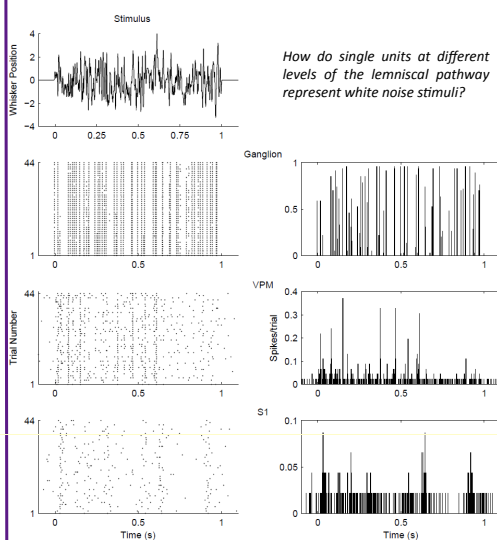 Stimulus
Whisker Position
4
2
0
−2
−4
0 0.25 0.5 0.75 1
How do single units at different
levels of the lemniscal pathway
represent white noise stimuli?
Ganglion
44
1
0 0.5 1
1
0.5
0
0 0.5 1
VPM
Trial Number
44
1
0 0.5 1
Spikes/trial
0.4
0.3
0.2
0.1
0
0 0.5 1
S1
44
1
0 0.5 1
Time (s)
0.1
0.05
0
0 0.5 1
Time (s)